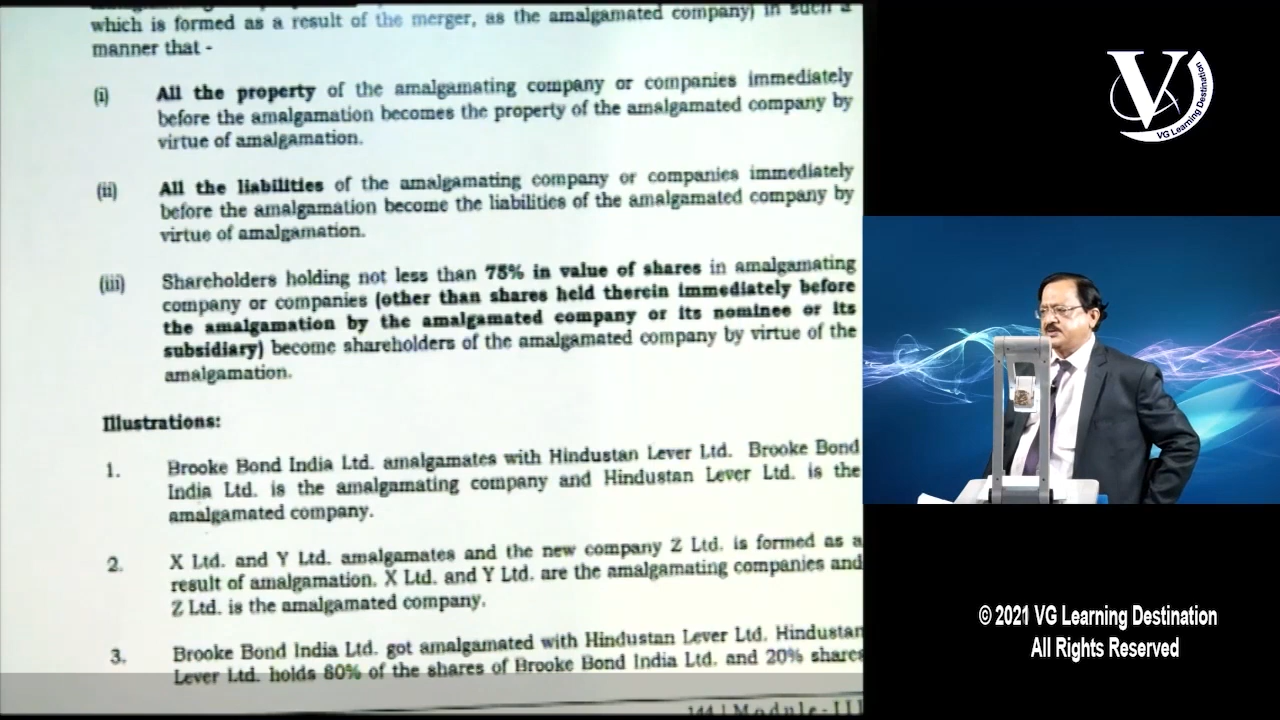 which is formed as a result of the merger, as the amalgamated company) in such a
manner that -
(i) All the property of the amalgamating company or companies immediately
before the amalgamation becomes the property of the amalgamated company by
virtue of amalgamation.
(ii) All the liabilities of the amalgamating company or companies immediately
before the amalgamation become the liabilities of the amalgamated company by
virtue of amalgamation.
(iii) Shareholders holding not less than 75% in value of shares in amalgamating
company or companies (other than shares held therein immediately before
the amalgamation by the amalgamated company or its nominee or its
subsidiary) become shareholders of the amalgamated company by virtue of the
amalgamation.
Illustrations:
1. Brooke Bond India Ltd. amalgamates with Hindustan Lever Ltd. Brooke Bond
India Ltd. is the amalgamating company and Hindustan Lever Ltd. is the
amalgamated company.
2. X Ltd. and Y Ltd. amalgamates and the new company Z Ltd. is formed as a
result of amalgamation. X Ltd. and Y Ltd. are the amalgamating companies and
Z Ltd. is the amalgamated company.
3. Brooke Bond India Ltd. got amalgamated with Hindustan Lever Ltd. Hindustan
Lever Ltd. holds 80% of the shares of Brooke Bond India Ltd. and 20% shares
144 | Module-III
V
VG Learning Destination
© 2021 VG Learning Destination
All Rights Reserved